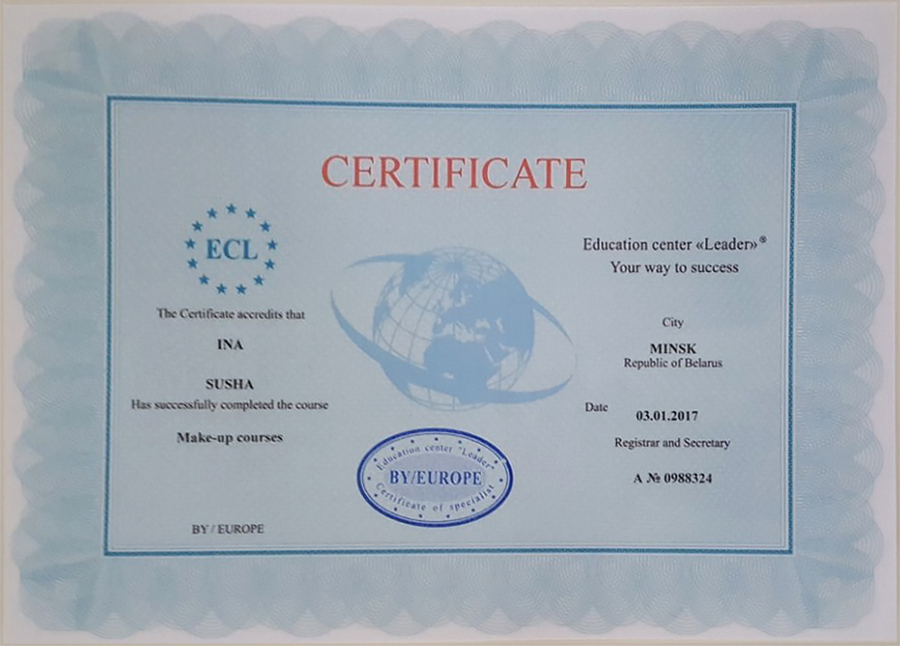 CERTIFICATE
ECL
The Certificate accredits that
INA
SUSHA
Has successfully completed the course
Make-up courses
BY / EUROPE
Education center "Leader"
BY/EUROPE
Certificate of specialist
Education center «Leader»®
Your way to success
City
MINSK
Republic of Belarus
Date
03.01.2017
Registrar and Secretary
A № 0988324